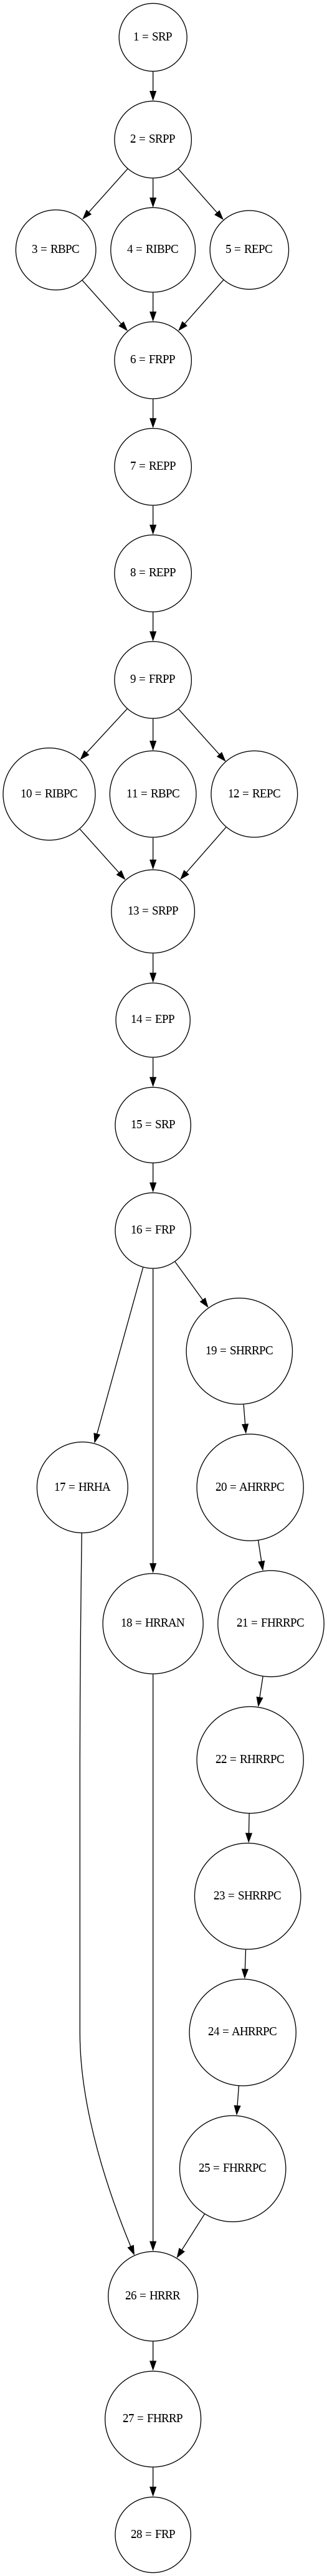 1 = SRP
2 = SRPP
3 = RBPC
4 = RIBPC
5 = REPC
6 = FRPP
7 = REPP
8 = REPP
9 = FRPP
10 = RIBPC
11 = RBPC
12 = REPC
13 = SRPP
14 = EPP
15 = SRP
16 = FRP
19 = SHRRPC
17 = HRHA
20 = AHRRPC
18 = HRRAN
21 = FHRRPC
22 = RHRRPC
23 = SHRRPC
24 = AHRRPC
25 = FHRRPC
26 = HRRR
27 = FHRRP
28 = FRP